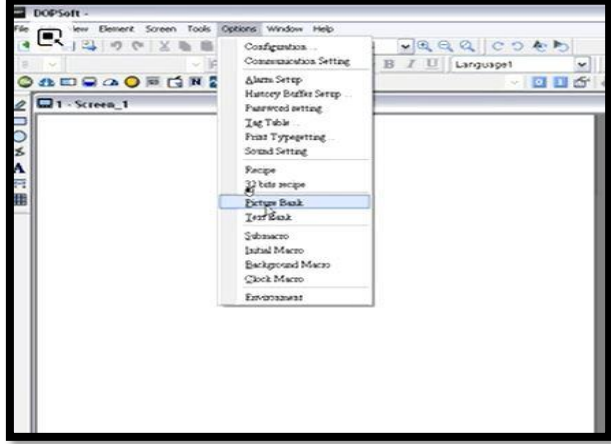 DOPSoft -
File iew Element Screen Tools Options Window Help
B I U Language1
1 - Screen_1
Configuration ...
Communication Setting
Alarm Setup
History Buffer Setup ...
Password setting
Tag Table ...
Print Typesetting ...
Sound Setting
Recipe
32 bits recipe
Picture Bank
Text Bank
Submacro
Initial Macro
Background Macro
Clock Macro
Environment